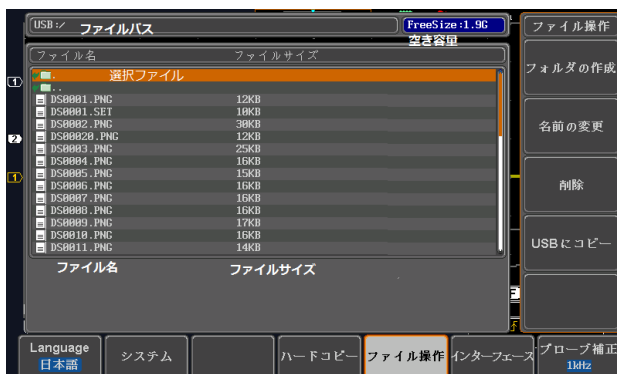 USB:/ ファイルパス
FreeSize:1.9G
空き容量
ファイル名 ファイルサイズ
. 選択ファイル
..
DS0001.PNG 12KB
DS0001.SET 10KB
DS0002.PNG 30KB
DS00020.PNG 12KB
DS0003.PNG 25KB
DS0004.PNG 16KB
DS0005.PNG 15KB
DS0006.PNG 16KB
DS0007.PNG 16KB
DS0008.PNG 16KB
DS0009.PNG 17KB
DS0010.PNG 16KB
DS0011.PNG 14KB
ファイル名 ファイルサイズ
1
2
1
ファイル操作
フォルダの作成
名前の変更
削除
USBにコピー
Language
日本語
システム
ハードコピー
ファイル操作
インターフェース
プローブ補正
1kHz